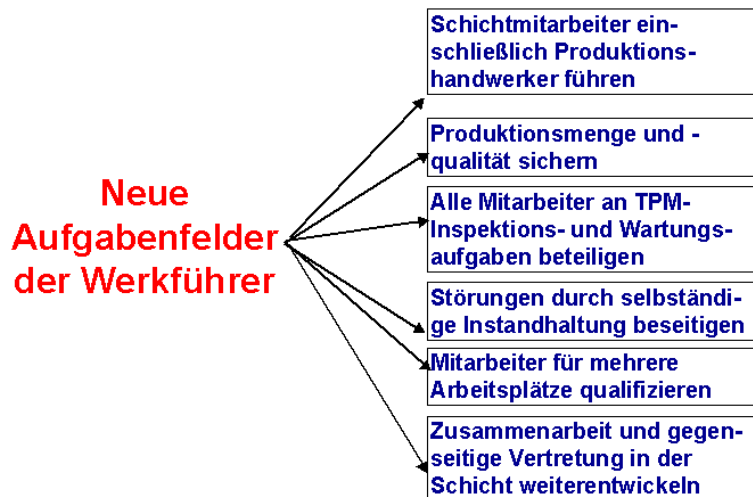 Neue
Aufgabenfelder
der Werkführer
Schichtmitarbeiter ein-
schließlich Produktions-
handwerker führen
Produktionsmenge und -
qualität sichern
Alle Mitarbeiter an TPM-
Inspektions- und Wartungs-
aufgaben beteiligen
Störungen durch selbständi-
ge Instandhaltung beseitigen
Mitarbeiter für mehrere
Arbeitsplätze qualifizieren
Zusammenarbeit und gegen-
seitige Vertretung in der
Schicht weiterentwickeln